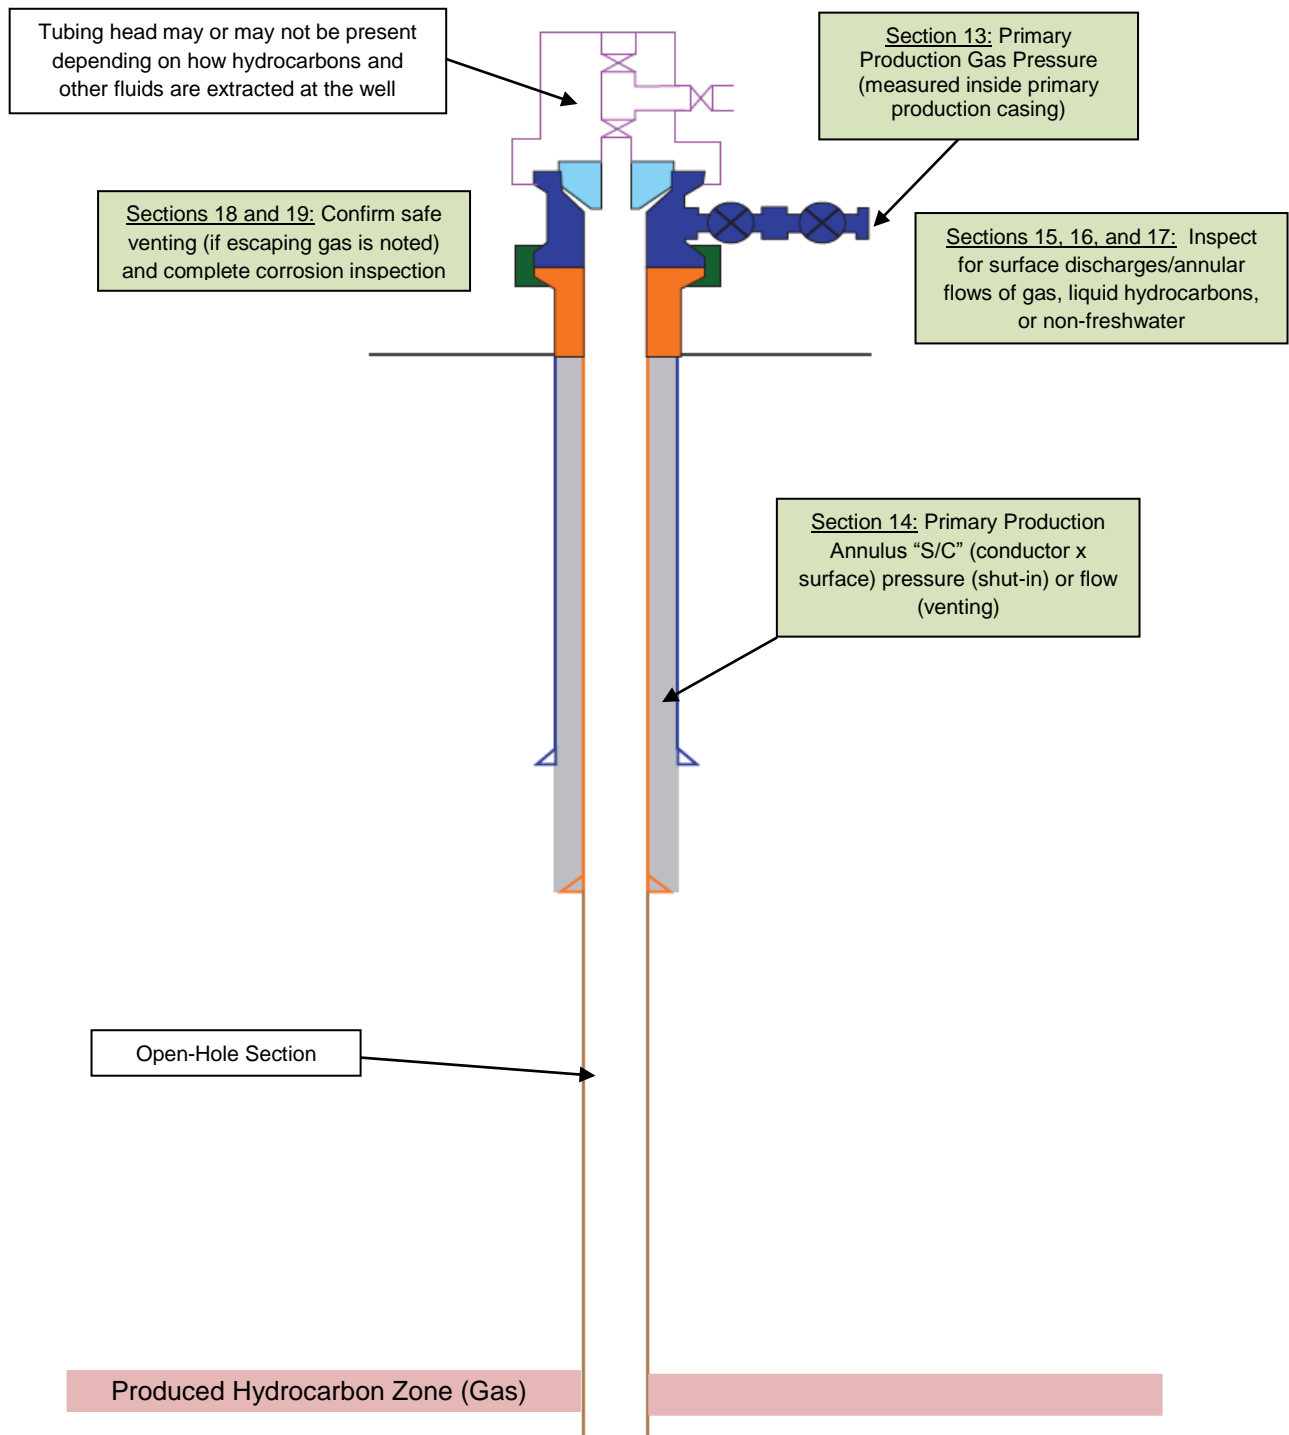 Tubing head may or may not be present
depending on how hydrocarbons and
other fluids are extracted at the well
Section 13: Primary
Production Gas Pressure
(measured inside primary
production casing)
Sections 18 and 19: Confirm safe
venting (if escaping gas is noted)
and complete corrosion inspection
Sections 15, 16, and 17:  Inspect
for surface discharges/annular
flows of gas, liquid hydrocarbons,
or non-freshwater
Section 14: Primary Production
Annulus “S/C” (conductor x
surface) pressure (shut-in) or flow
(venting)
Open-Hole Section
Produced Hydrocarbon Zone (Gas)